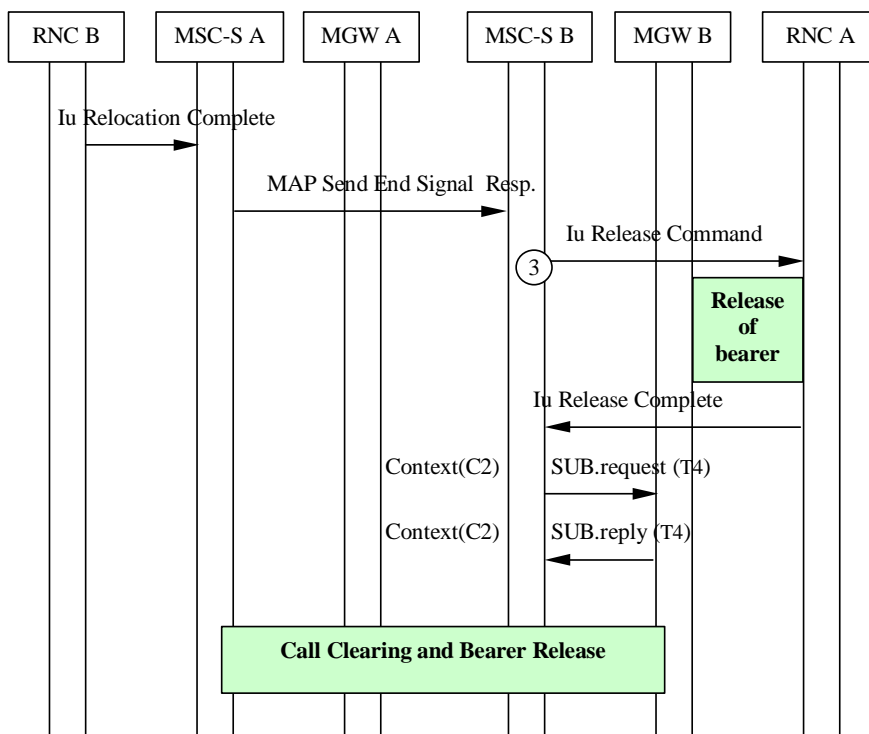 RNC B
MSC-S A
MGW A
MSC-S B
MGW B
RNC A
Iu Relocation Complete
MAP Send End Signal Resp.
Iu Release Command
3
Release
of
bearer
Iu Release Complete
Context(C2)
SUB.request (T4)
Context(C2)
SUB.reply (T4)
Call Clearing and Bearer Release